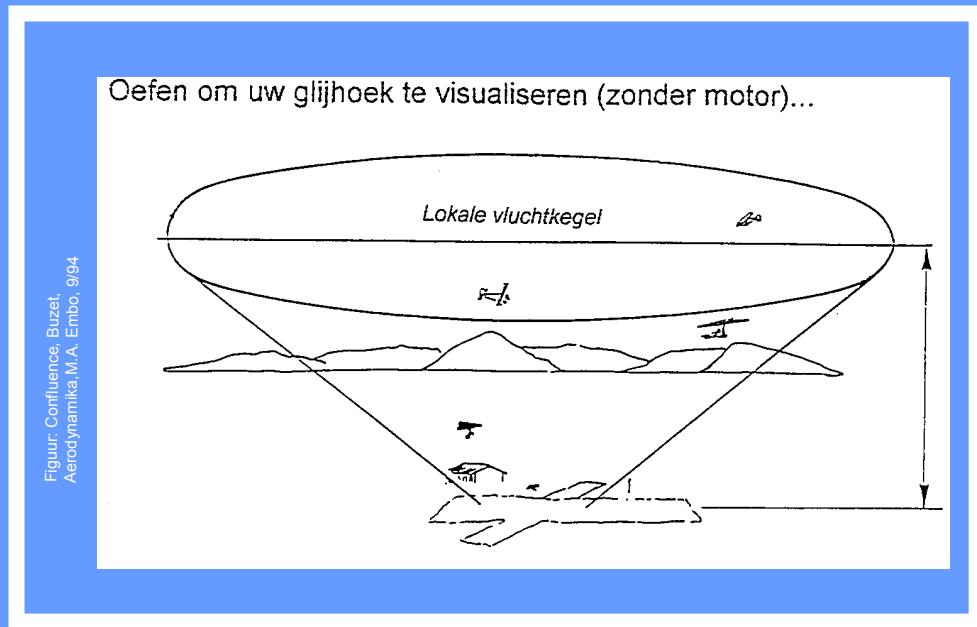 Oefen om uw glijhoek te visualiseren (zonder motor)...
Lokale vluchtkegel
Figuur: Confluence, Buzet,
Aerodynamika,M.A. Embo, 9/94